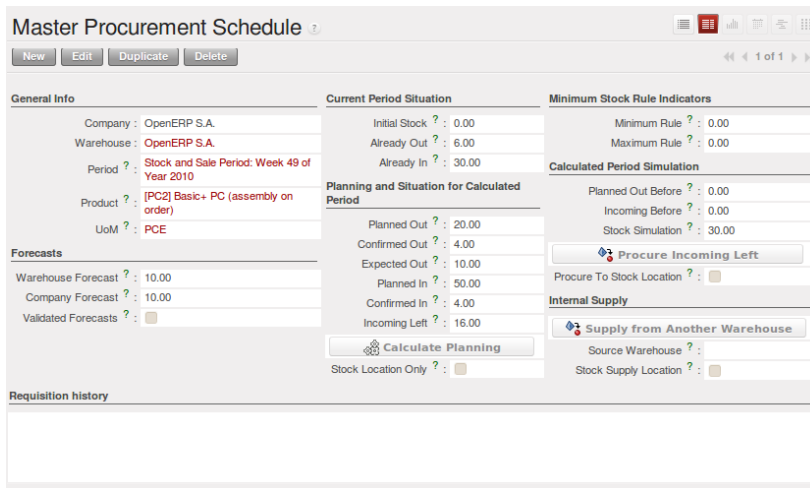 Master Procurement Schedule ?
New Edit Duplicate Delete
1 of 1
General Info
Company : OpenERP S.A.
Warehouse : OpenERP S.A.
Period ? : Stock and Sale Period: Week 49 of
Year 2010
Product ? : [PC2] Basic+ PC (assembly on
order)
UoM ? : PCE
Forecasts
Warehouse Forecast ? : 10.00
Company Forecast ? : 10.00
Validated Forecasts ? :
Current Period Situation
Initial Stock ? : 0.00
Already Out ? : 6.00
Already In ? : 30.00
Planning and Situation for Calculated
Period
Planned Out ? : 20.00
Confirmed Out ? : 4.00
Expected Out ? : 10.00
Planned In ? : 50.00
Confirmed In ? : 4.00
Incoming Left ? : 16.00
Calculate Planning
Stock Location Only ? :
Minimum Stock Rule Indicators
Minimum Rule ? : 0.00
Maximum Rule ? : 0.00
Calculated Period Simulation
Planned Out Before ? : 0.00
Incoming Before ? : 0.00
Stock Simulation ? : 30.00
Procure Incoming Left
Procure To Stock Location ? :
Internal Supply
Supply from Another Warehouse
Source Warehouse ? :
Stock Supply Location ? :
Requisition history